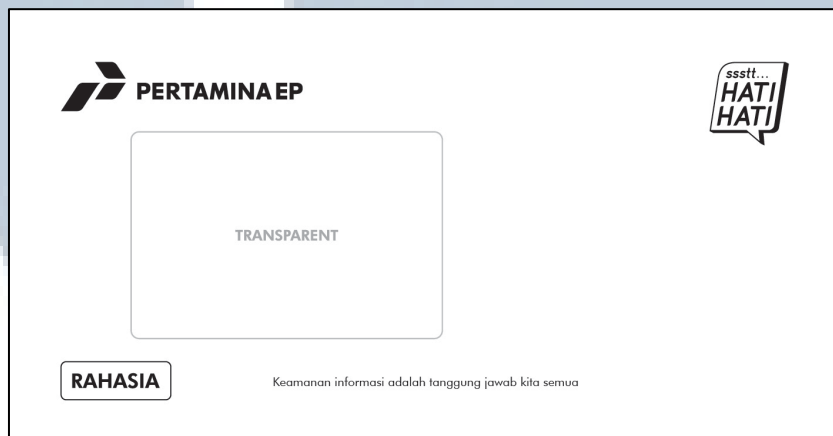 PERTAMINA EP
ssstt...
HATI
HATI
TRANSPARENT
RAHASIA
Keamanan informasi adalah tanggung jawab kita semua